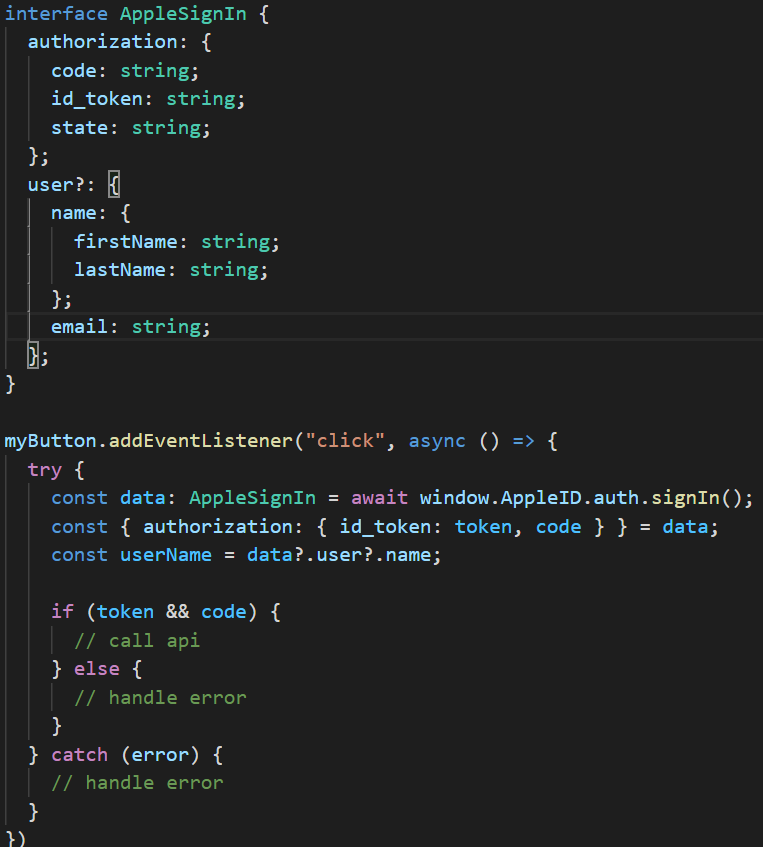 interface AppleSignIn {
  authorization: {
    code: string;
    id_token: string;
    state: string;
  };
  user?: {
    name: {
      firstName: string;
      lastName: string;
    };
    email: string;
  };
}

myButton.addEventListener("click", async () => {
  try {
    const data: AppleSignIn = await window.AppleID.auth.signIn();
    const { authorization: { id_token: token, code } } = data;
    const userName = data?.user?.name;

    if (token && code) {
      // call api
    } else {
      // handle error
    }
  } catch (error) {
    // handle error
  }
})